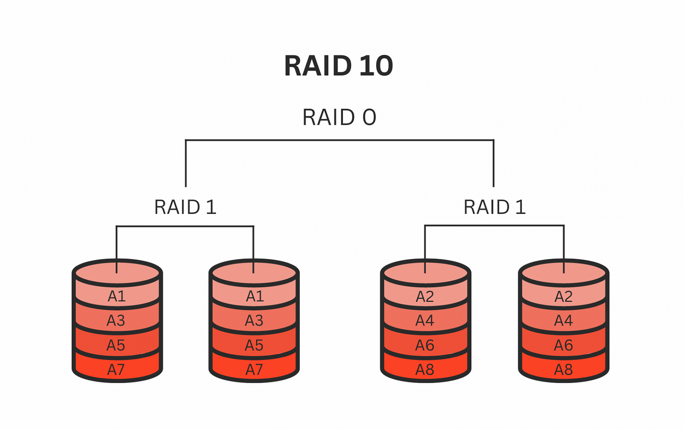 RAID 10
RAID 0
RAID 1 RAID 1
A1 A1 A2 A2
A3 A3 A4 A4
A5 A5 A6 A6
A7 A7 A8 A8